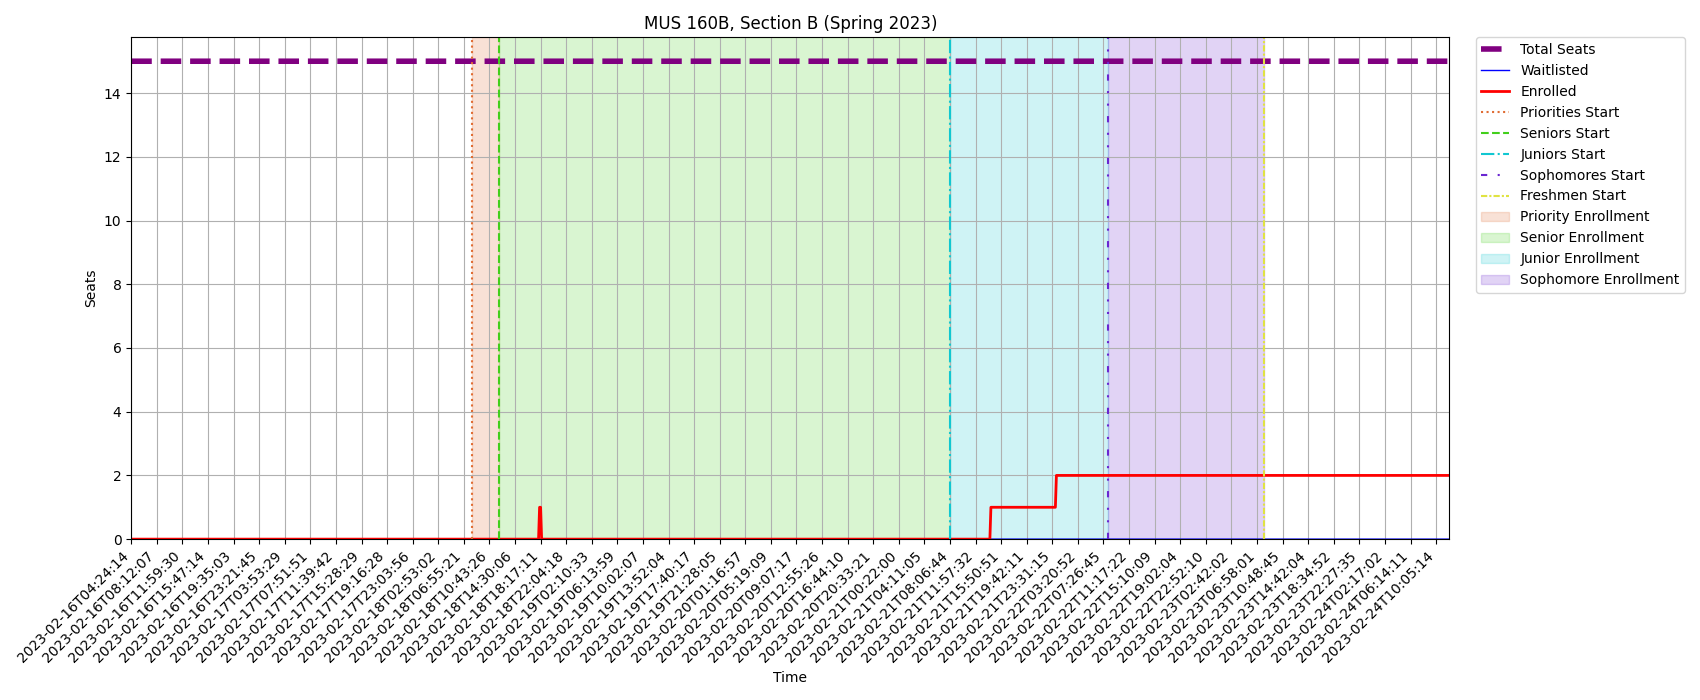 MUS 160B, Section B (Spring 2023)
Total Seats
Waitlisted
Enrolled
Priorities Start
Seniors Start
Juniors Start
Sophomores Start
Freshmen Start
Priority Enrollment
Senior Enrollment
Junior Enrollment
Sophomore Enrollment
Seats
14
12
10
8
6
4
2
0
2023-02-16T04:24:14
2023-02-16T08:12:07
2023-02-16T11:59:30
2023-02-16T15:47:14
2023-02-16T19:35:03
2023-02-16T23:21:45
2023-02-17T03:53:29
2023-02-17T07:51:51
2023-02-17T11:39:42
2023-02-17T15:28:29
2023-02-17T19:16:28
2023-02-17T23:03:56
2023-02-18T02:53:02
2023-02-18T06:55:21
2023-02-18T10:43:26
2023-02-18T14:30:06
2023-02-18T18:17:11
2023-02-18T22:04:18
2023-02-19T02:10:33
2023-02-19T06:13:59
2023-02-19T10:02:07
2023-02-19T13:52:04
2023-02-19T17:40:17
2023-02-19T21:28:05
2023-02-20T01:16:57
2023-02-20T05:19:09
2023-02-20T09:07:17
2023-02-20T12:55:26
2023-02-20T16:44:10
2023-02-20T20:33:21
2023-02-21T00:22:00
2023-02-21T04:11:05
2023-02-21T08:06:44
2023-02-21T11:57:32
2023-02-21T15:50:51
2023-02-21T19:42:11
2023-02-21T23:31:15
2023-02-22T03:20:52
2023-02-22T07:26:45
2023-02-22T11:17:22
2023-02-22T15:10:09
2023-02-22T19:02:04
2023-02-22T22:52:10
2023-02-23T02:42:02
2023-02-23T06:58:01
2023-02-23T10:48:45
2023-02-23T14:42:04
2023-02-23T18:34:52
2023-02-23T22:27:35
2023-02-24T02:17:02
2023-02-24T06:14:11
2023-02-24T10:05:14
Time